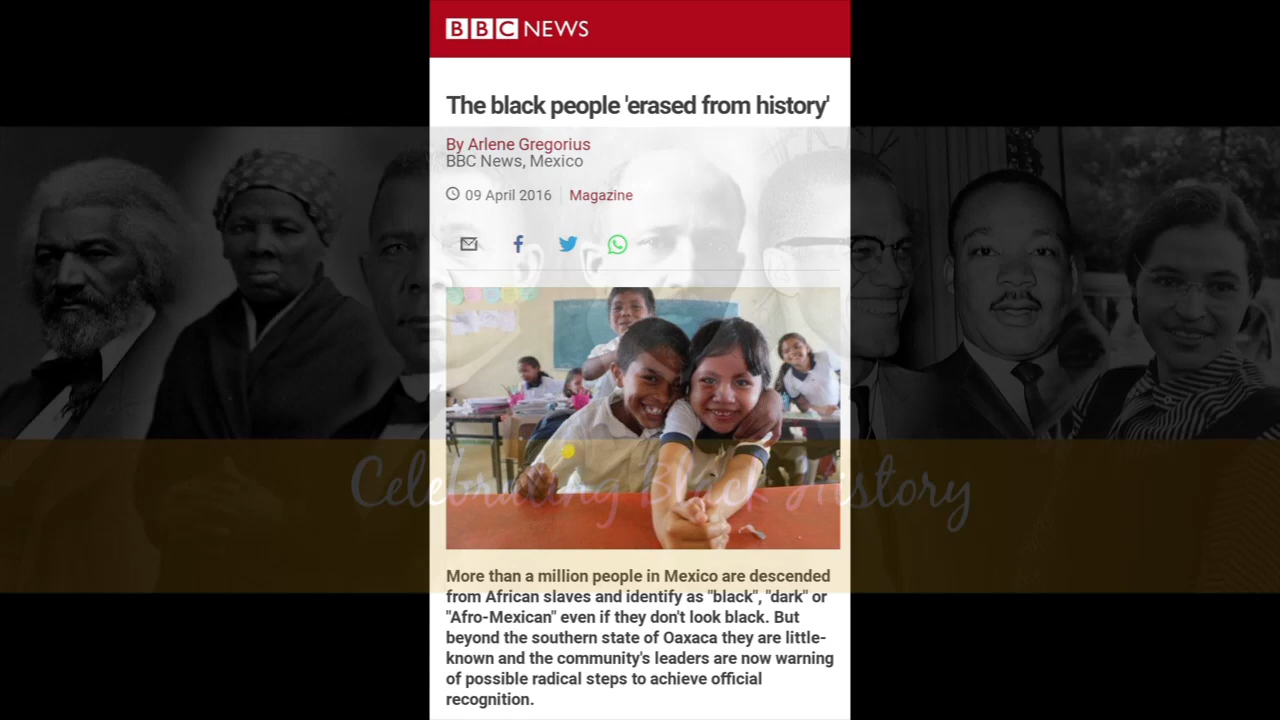 BBC NEWS
The black people 'erased from history'
By Arlene Gregorius
BBC News, Mexico
09 April 2016 Magazine
Celebrating Black History
More than a million people in Mexico are descended
from African slaves and identify as "black", "dark" or
"Afro-Mexican" even if they don't look black. But
beyond the southern state of Oaxaca they are little-
known and the community's leaders are now warning
of possible radical steps to achieve official
recognition.